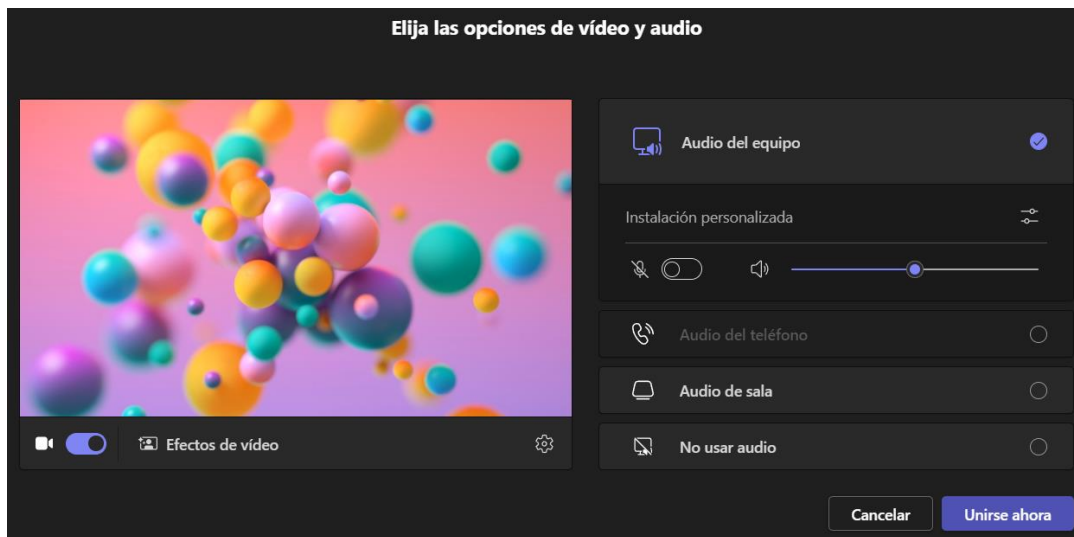 Elija las opciones de vídeo y audio
Audio del equipo
Instalación personalizada
Audio del teléfono
Audio de sala
Efectos de vídeo
No usar audio
Cancelar
Unirse ahora